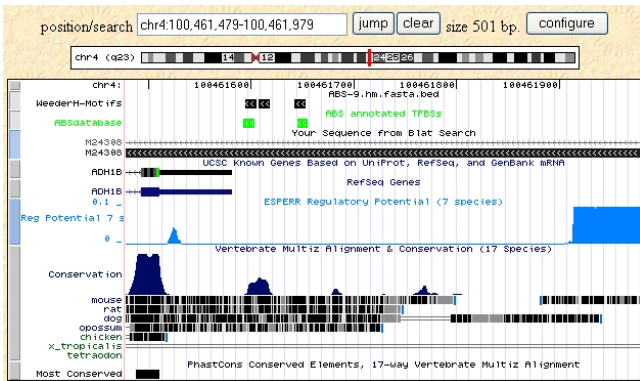 position/search chr4:100,461,479-100,461,979 jump clear size 501 bp. configure
chr4 (q23) 14 12 24 25 26
chr4: 100461600 100461700 100461800 100461900
ABS-9.hm.fasta.bed
WeederH-Motifs
ABS annotated TFBSs
ABSdatabase
Your Sequence from Blat Search
M24308
M24308
UCSC Known Genes Based on UniProt, RefSeq, and GenBank mRNA
ADH1B
RefSeq Genes
ADH1B
ESPERR Regulatory Potential (7 species)
0.1 _
Reg Potential 7 s
0 _
Vertebrate Multiz Alignment & Conservation (17 Species)
Conservation
mouse
rat
dog
opossum
chicken
x_tropicalis
tetraodon
PhastCons Conserved Elements, 17-way Vertebrate Multiz Alignment
Most Conserved